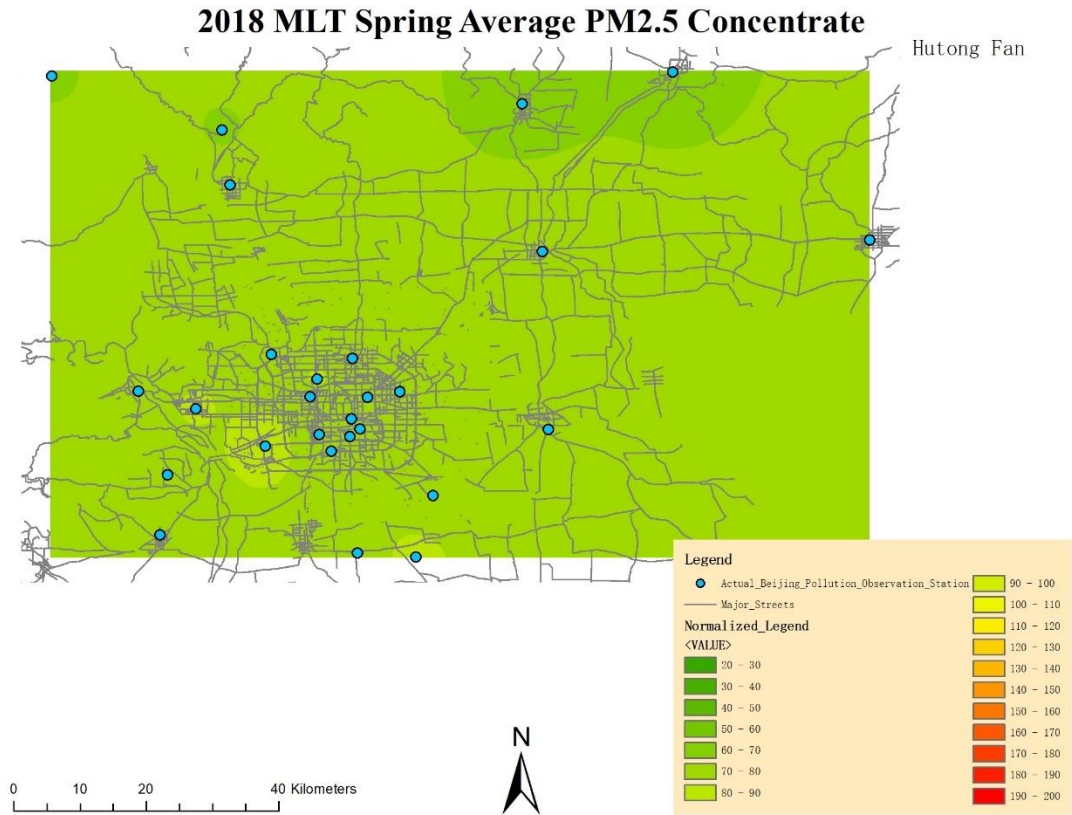 2018 MLT Spring Average PM2.5 Concentrate
Hutong Fan
Legend
Actual_Beijing_Pollution_Observation_Station
Major_Streets
Normalized_Legend
<VALUE>
20 - 30
30 - 40
40 - 50
50 - 60
60 - 70
70 - 80
80 - 90
90 - 100
100 - 110
110 - 120
120 - 130
130 - 140
140 - 150
150 - 160
160 - 170
170 - 180
180 - 190
190 - 200
N
0 10 20 40 Kilometers